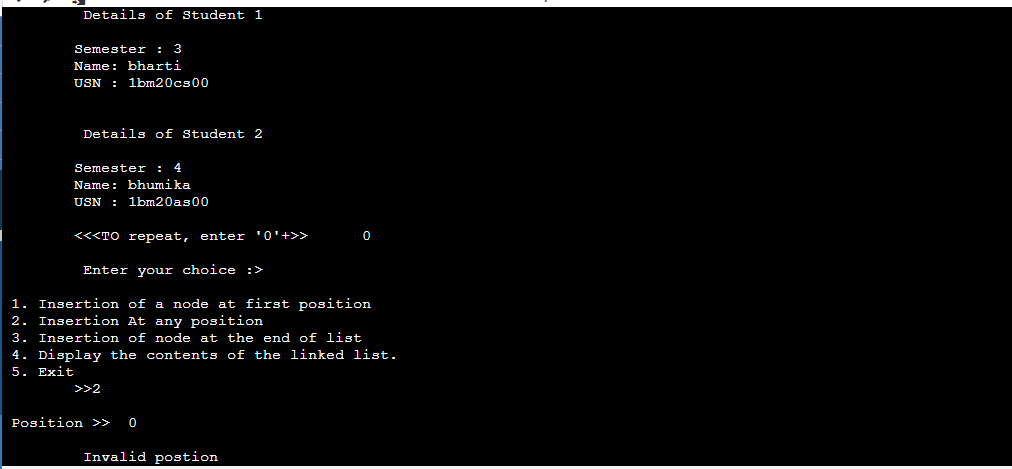 Details of Student 1
Semester : 3
Name: bharti
USN : 1bm20cs00
Details of Student 2
Semester : 4
Name: bhumika
USN : 1bm20as00
<<<TO repeat, enter '0'+>> 0
Enter your choice :>
1. Insertion of a node at first position
2. Insertion At any position
3. Insertion of node at the end of list
4. Display the contents of the linked list.
5. Exit
>>2
Position >> 0
Invalid postion